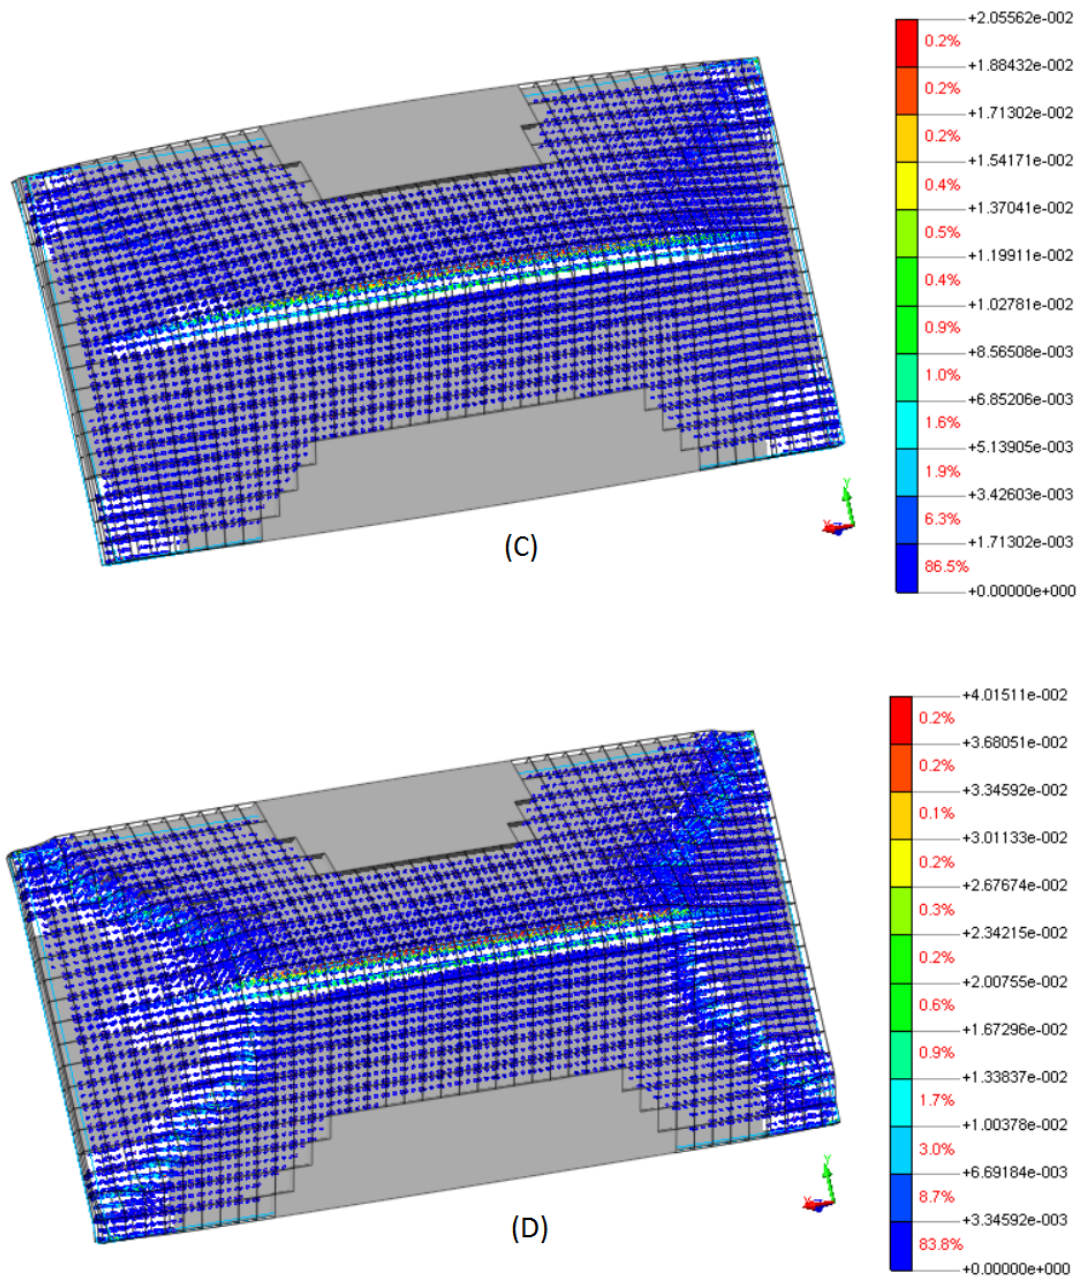 +2.05562e-002
0.2%
+1.88432e-002
0.2%
+1.71302e-002
0.2%
+1.54171e-002
0.4%
+1.37041e-002
0.5%
+1.19911e-002
0.4%
+1.02781e-002
0.9%
+8.56508e-003
1.0%
+6.85206e-003
1.6%
+5.13905e-003
1.9%
+3.42603e-003
6.3%
+1.71302e-003
86.5%
+0.00000e+000
Y
X
(C)
+4.01511e-002
0.2%
+3.68051e-002
0.2%
+3.34592e-002
0.1%
+3.01133e-002
0.2%
+2.67674e-002
0.3%
+2.34215e-002
0.2%
+2.00755e-002
0.6%
+1.67296e-002
0.9%
+1.33837e-002
1.7%
+1.00378e-002
3.0%
+6.69184e-003
8.7%
+3.34592e-003
83.8%
+0.00000e+000
Y
X
(D)